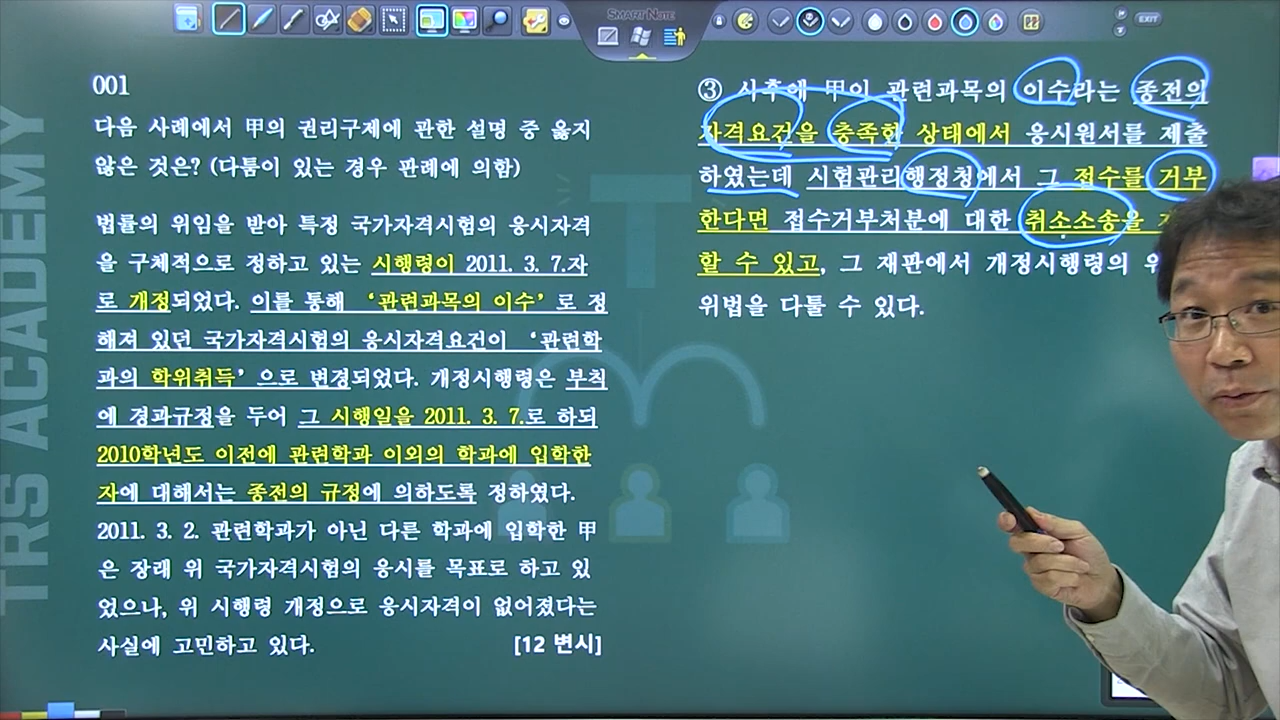 SMART NOTE
EXIT
TRS ACADEMY
001
다음 사례에서 甲의 권리구제에 관한 설명 중 옳지
않은 것은? (다툼이 있는 경우 판례에 의함)
법률의 위임을 받아 특정 국가자격시험의 응시자격
을 구체적으로 정하고 있는 시행령이 2011. 3. 7.자
로 개정되었다. 이를 통해 ‘관련과목의 이수’로 정
해져 있던 국가자격시험의 응시자격요건이 ‘관련학
과의 학위취득’으로 변경되었다. 개정시행령은 부칙
에 경과규정을 두어 그 시행일을 2011. 3. 7.로 하되
2010학년도 이전에 관련학과 이외의 학과에 입학한
자에 대해서는 종전의 규정에 의하도록 정하였다.
2011. 3. 2. 관련학과가 아닌 다른 학과에 입학한 甲
은 장래 위 국가자격시험의 응시를 목표로 하고 있
었으나, 위 시행령 개정으로 응시자격이 없어졌다는
사실에 고민하고 있다. [12 변시]
③ 사후에 甲이 관련과목의 이수라는 종전의
자격요건을 충족한 상태에서 응시원서를 제출
하였는데 시험관리행정청에서 그 접수를 거부
한다면 접수거부처분에 대한 취소소송을
할 수 있고, 그 재판에서 개정시행령의
위법을 다툴 수 있다.